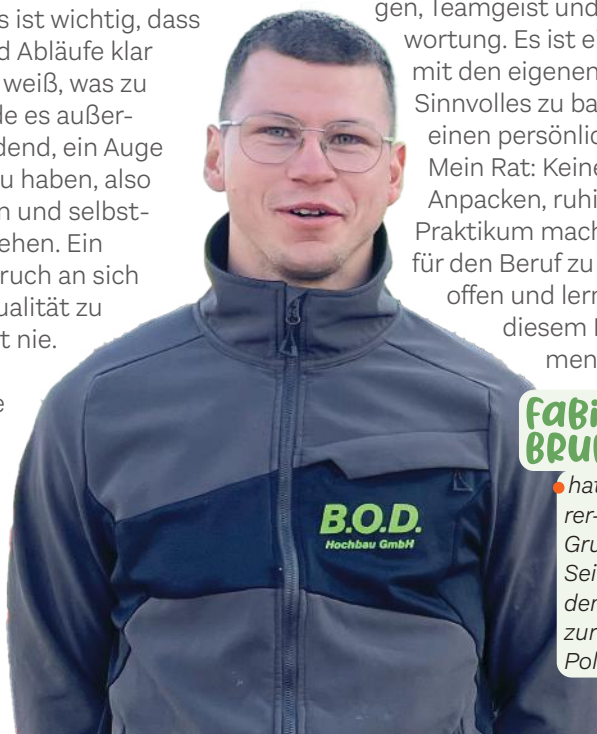 s ist wichtig, dass
d Abläufe klar
weiß, was zu
de es außer-
dend, ein Auge
u haben, also
n und selbst-
ehen. Ein
ruch an sich
ualität zu
t nie.
e
gen, Teamgeist und
wortung. Es ist e
mit den eigenen
Sinnvolles zu ba
einen persönlic
Mein Rat: Keine
Anpacken, ruhi
Praktikum mach
für den Beruf zu
offen und lern
diesem
men
B.O.D.
Hochbau GmbH
FaBi
BRU
hat
rer-
Gru
Sei
der
zur
Pol